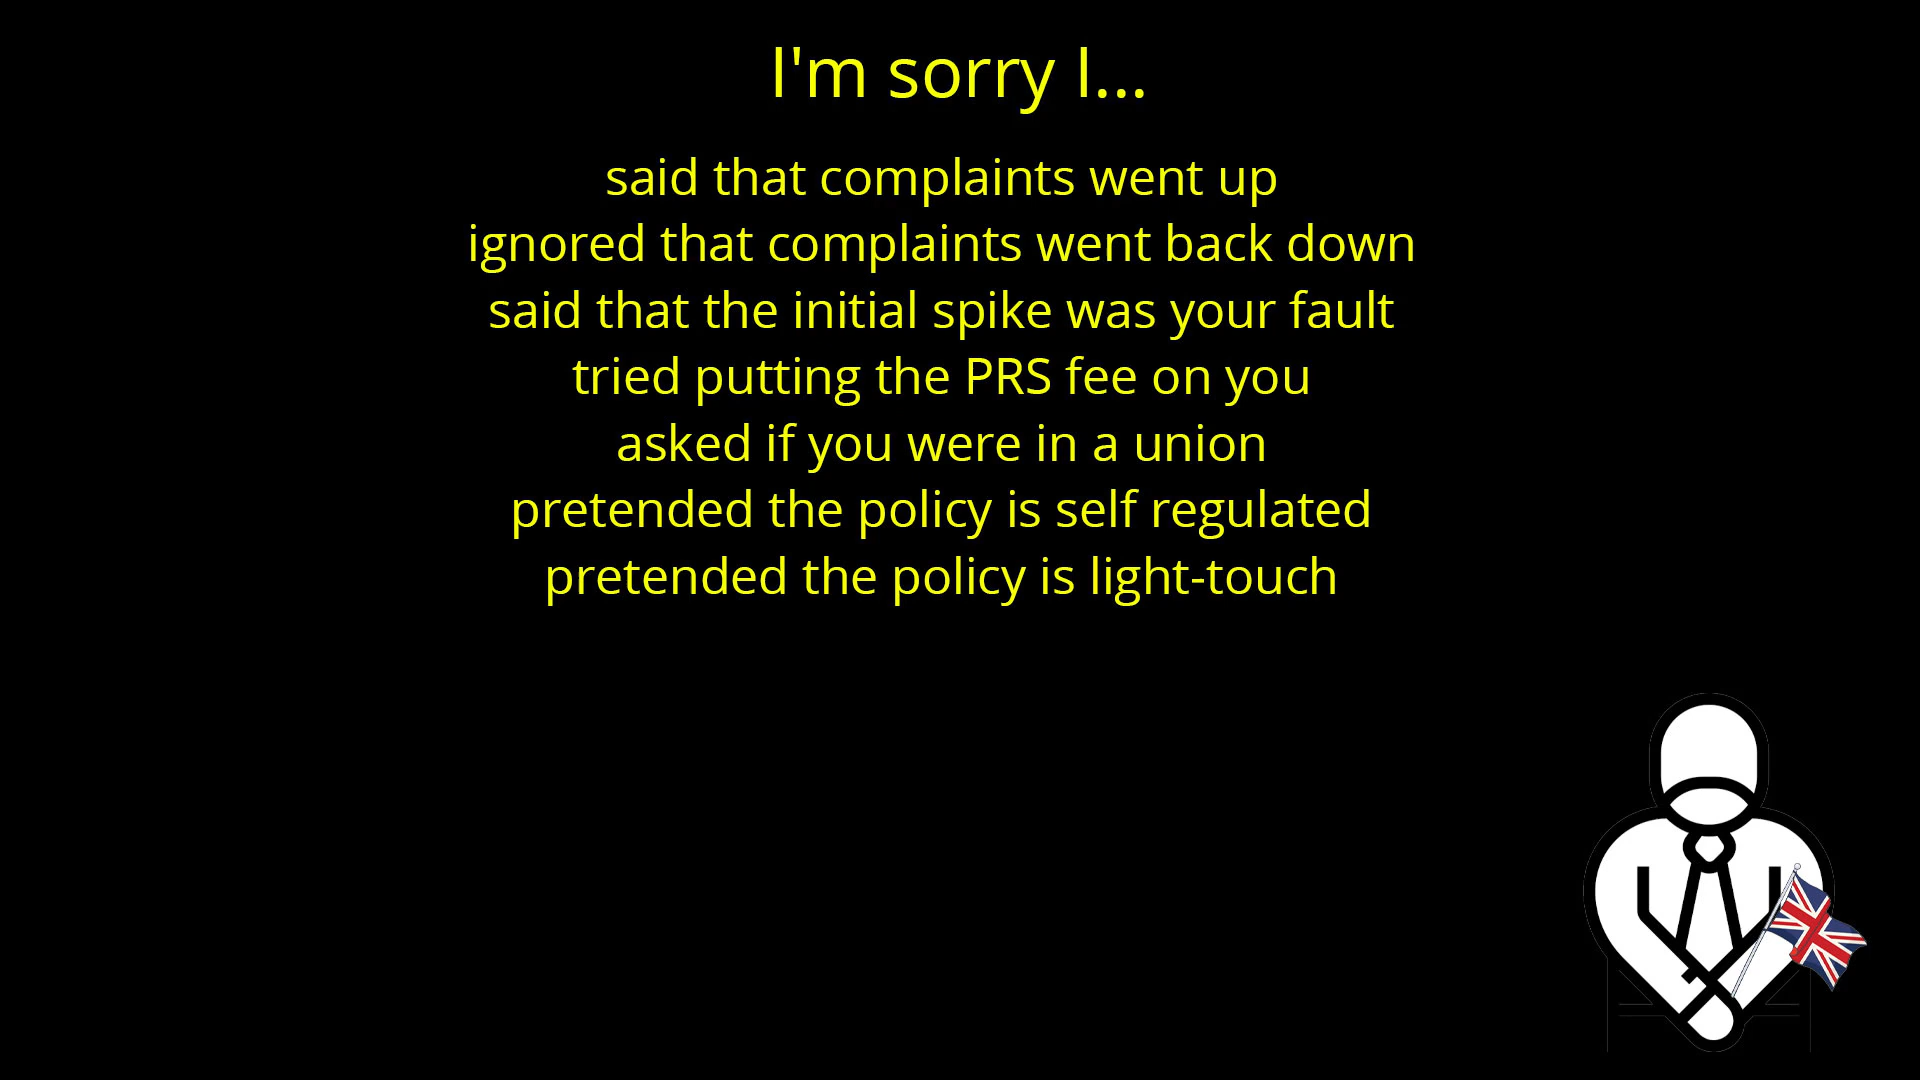 I'm sorry I...
said that complaints went up
ignored that complaints went back down
said that the initial spike was your fault
tried putting the PRS fee on you
asked if you were in a union
pretended the policy is self regulated
pretended the policy is light-touch